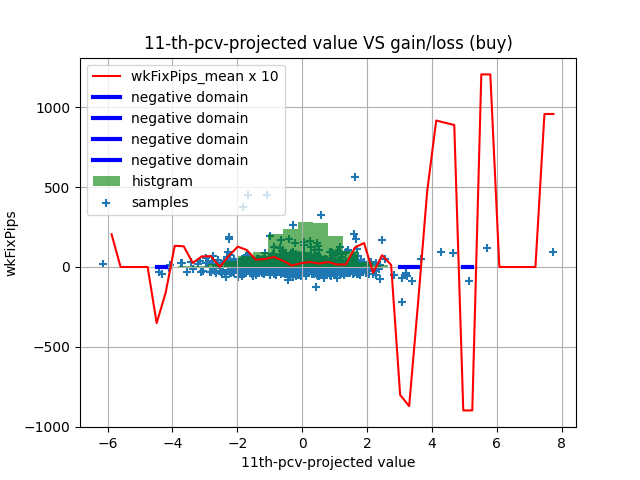 11-th-pcv-projected value VS gain/loss (buy)
wkFixPips_mean x 10
negative domain
negative domain
negative domain
negative domain
histgram
samples
wkFixPips
1000
500
0
−500
−1000
−6 −4 −2 0 2 4 6 8
11th-pcv-projected value